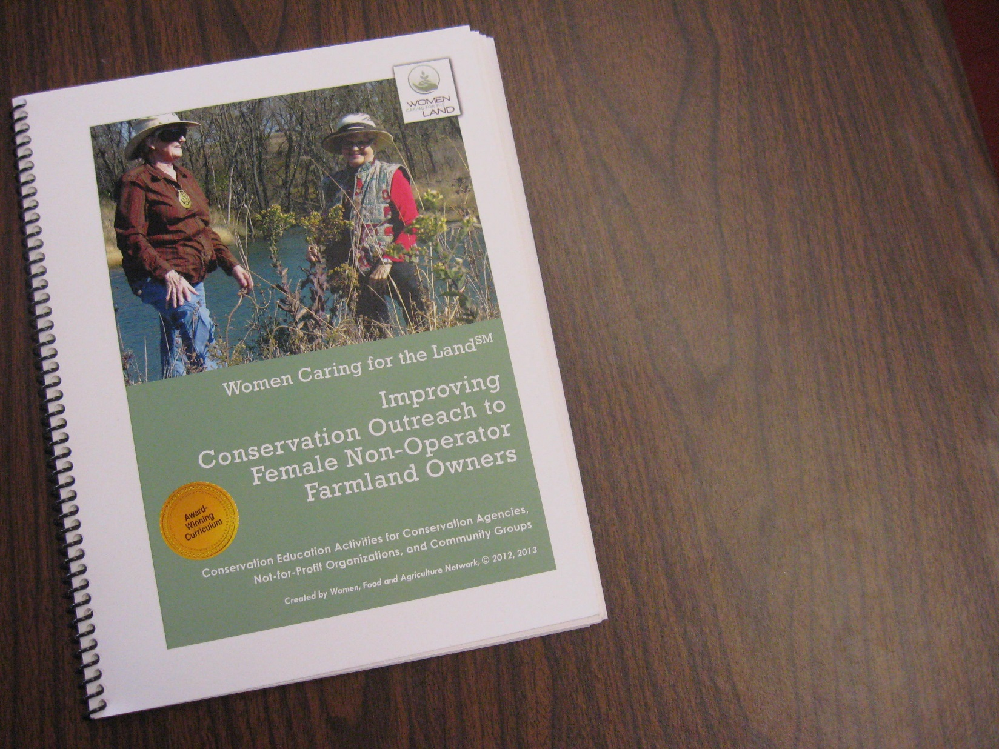 WOMEN
CARING FOR THE
LAND
Women Caring for the Land℠
Improving
Conservation Outreach to
Female Non-Operator
Farmland Owners
Award-
Winning
Curriculum
Conservation Education Activities for Conservation Agencies,
Not-for-Profit Organizations, and Community Groups
Created by Women, Food and Agriculture Network, © 2012, 2013